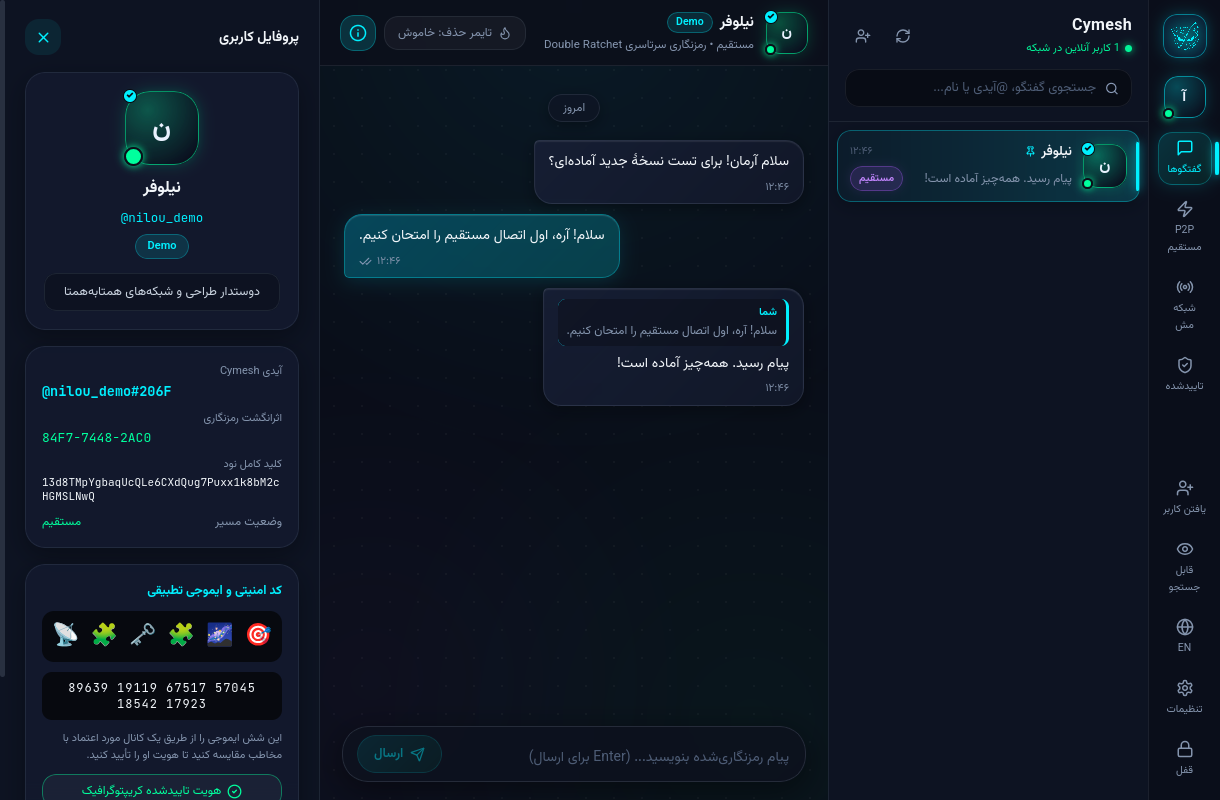 آ
گفتگوها
P2P
مستقیم
شبکه
مش
تاییدشده
یافتن کاربر
قابل
جستجو
EN
تنظیمات
قفل
Cymesh
1 کاربر آنلاین در شبکه
جستجوی گفتگو، @آیدی یا نام...
ن
نیلوفر
۱۲:۴۶
پیام رسید. همه‌چیز آماده است!
مستقیم
ن
نیلوفر Demo
مستقیم • رمزنگاری سرتاسری Double Ratchet
تایمر حذف: خاموش
امروز
سلام آرمان! برای تست نسخهٔ جدید آماده‌ای؟
۱۲:۴۶
سلام! آره، اول اتصال مستقیم را امتحان کنیم.
۱۲:۴۶
شما
سلام! آره، اول اتصال مستقیم را امتحان کنیم.
پیام رسید. همه‌چیز آماده است!
۱۲:۴۶
پیام رمزنگاری‌شده بنویسید... (Enter برای ارسال)
ارسال
پروفایل کاربری
ن
نیلوفر
@nilou_demo
Demo
دوستدار طراحی و شبکه‌های همتابه‌همتا
آیدی Cymesh
@nilou_demo#206F
اثرانگشت رمزنگاری
84F7-7448-2AC0
کلید کامل نود
13d8TMpYgbaqUcQLe6CXdQug7Puxx1k8bM2c
HGMSLNwQ
وضعیت مسیر
مستقیم
کد امنیتی و ایموجی تطبیقی
89639 19119 67517 57045
18542 17923
این شش ایموجی را از طریق یک کانال مورد اعتماد با
مخاطب مقایسه کنید تا هویت او را تأیید کنید.
هویت تاییدشده کریپتوگرافیک